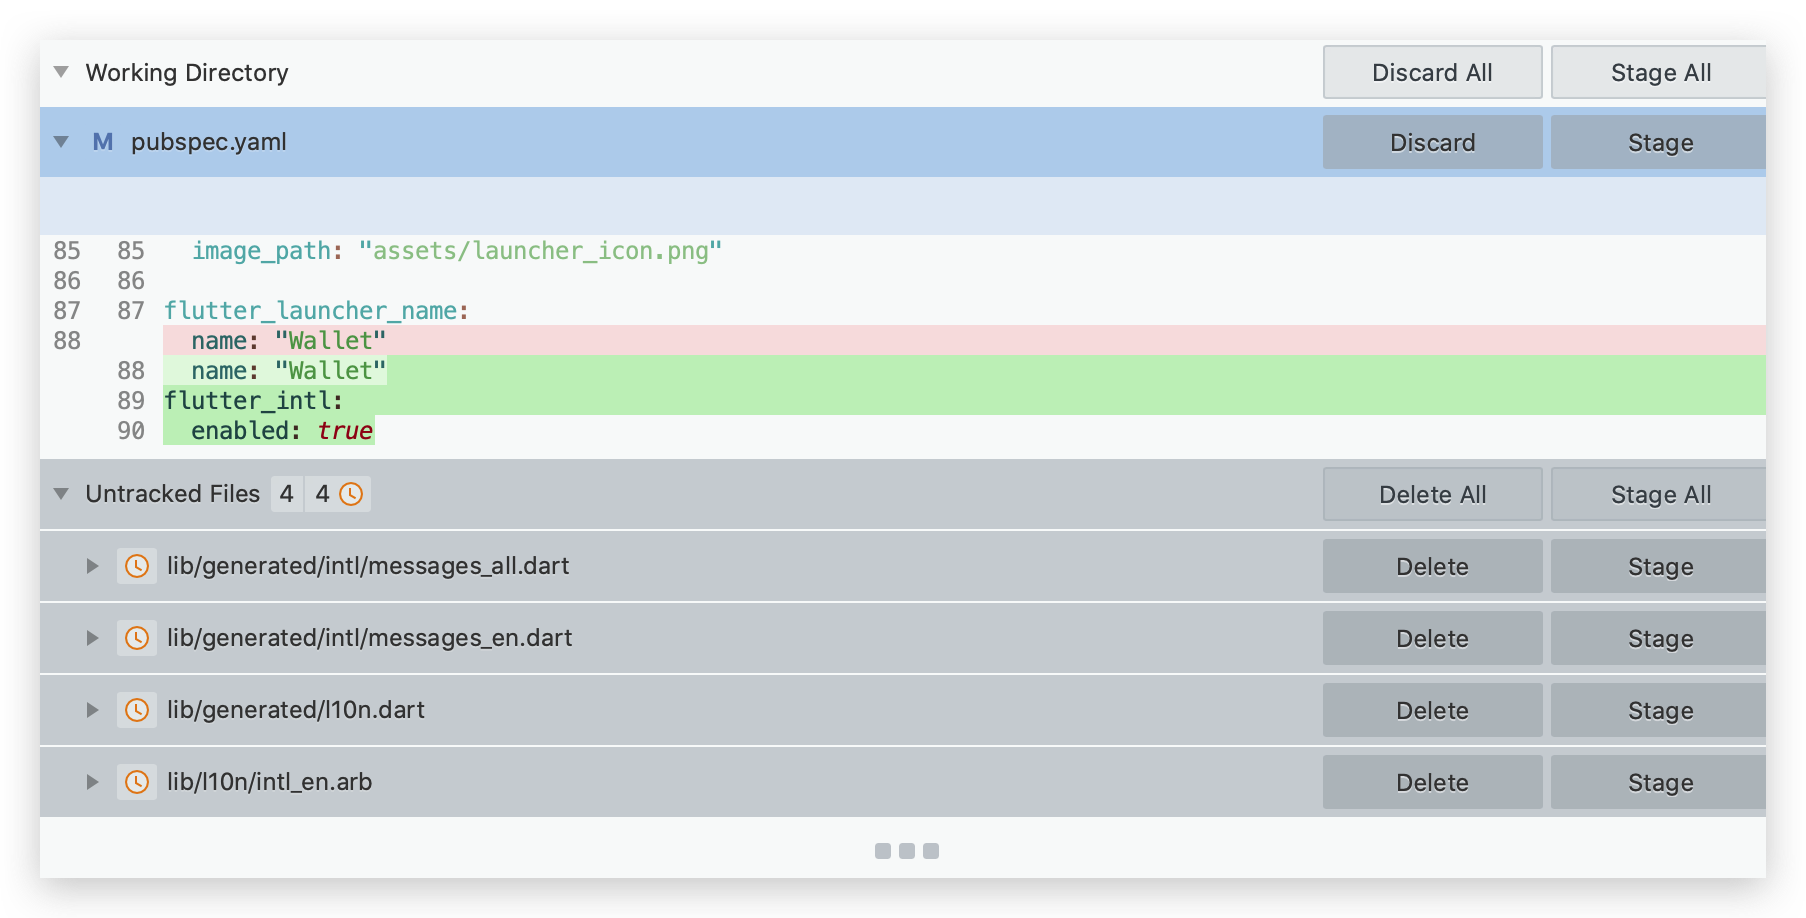 Working Directory Discard All Stage All
M pubspec.yaml Discard Stage
85 85 image_path: "assets/launcher_icon.png"
86 86
87 87 flutter_launcher_name:
88 name: "Wallet"
88 name: "Wallet"
89 flutter_intl:
90 enabled: true
Untracked Files 4 4 Delete All Stage All
lib/generated/intl/messages_all.dart Delete Stage
lib/generated/intl/messages_en.dart Delete Stage
lib/generated/l10n.dart Delete Stage
lib/l10n/intl_en.arb Delete Stage